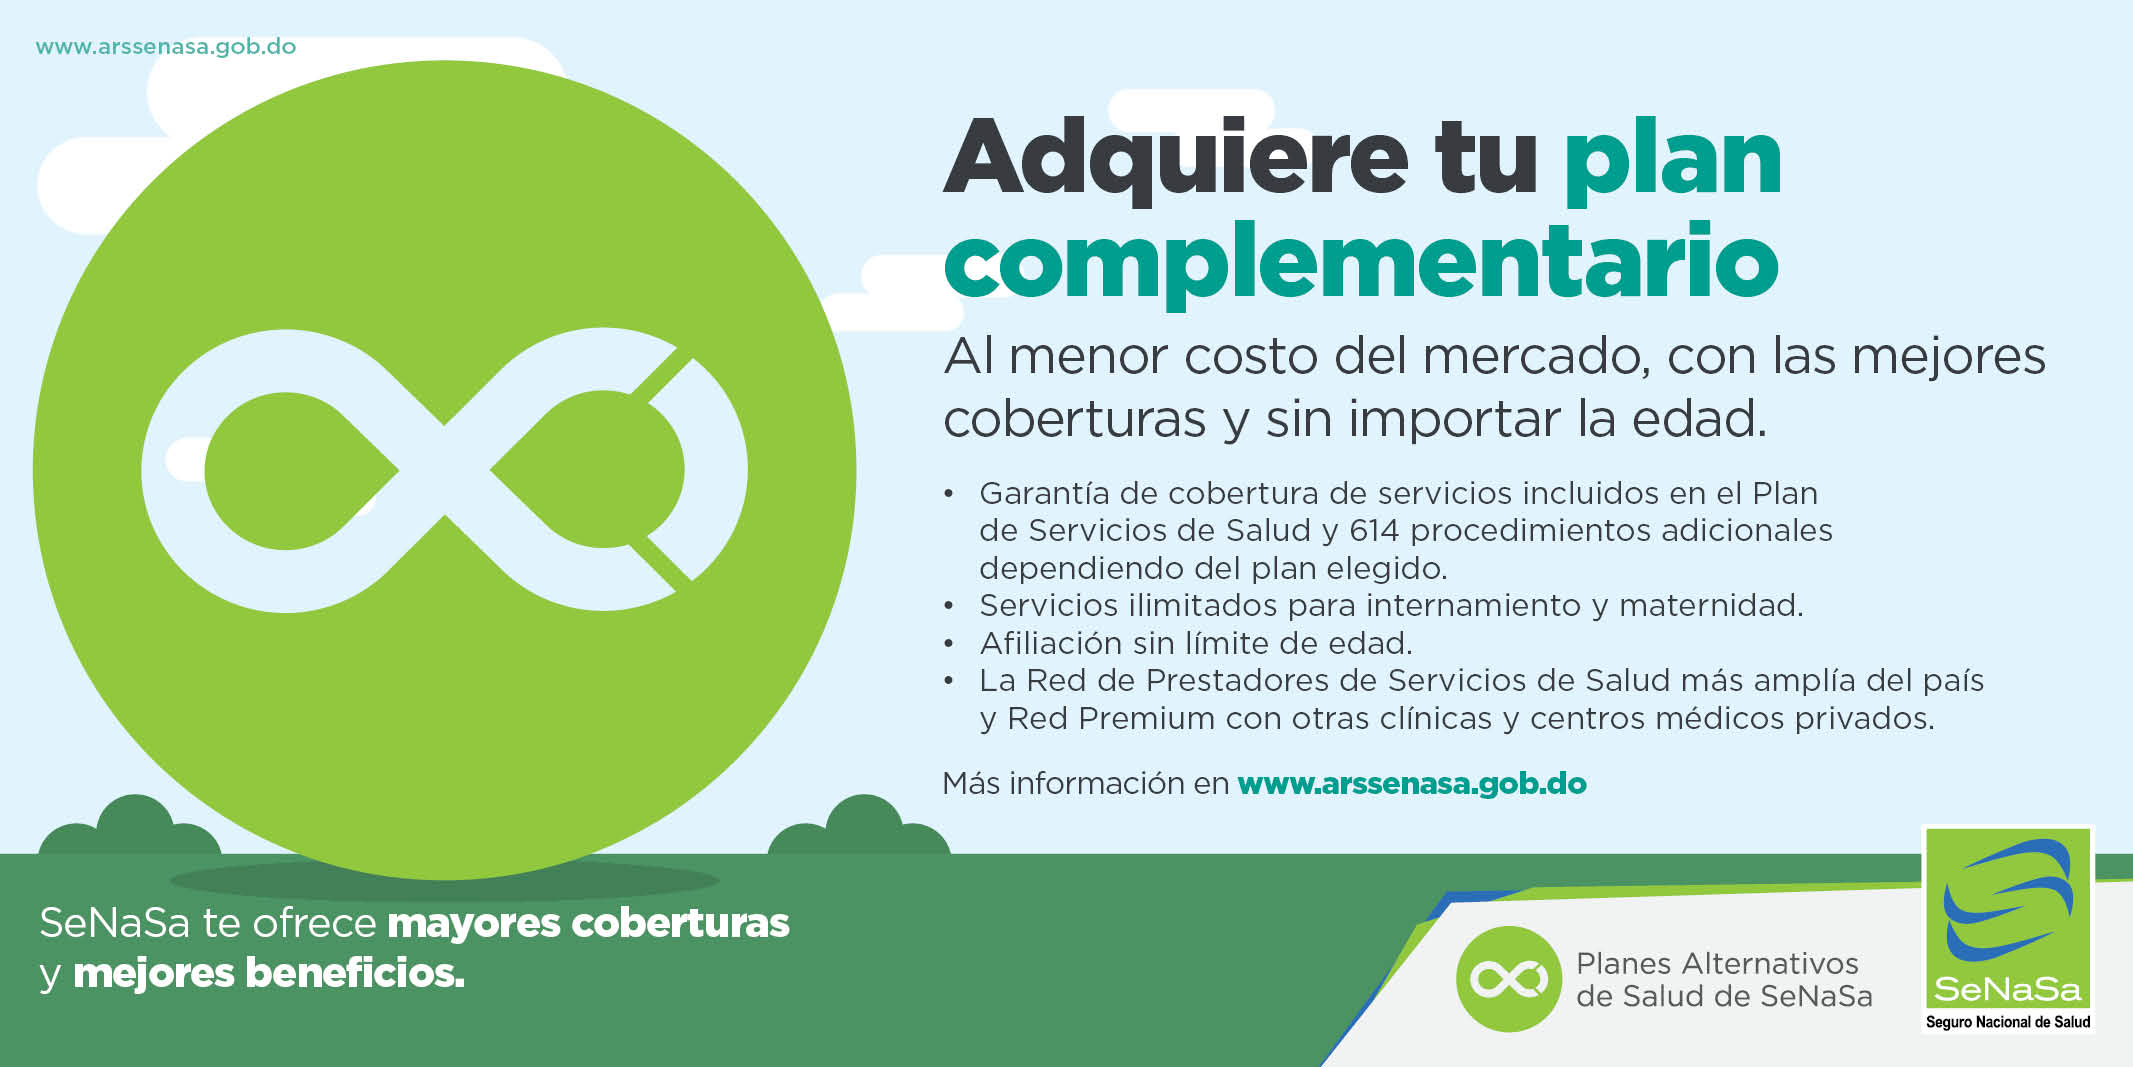 www.arssenasa.gob.do
Adquiere tu plan
complementario
Al menor costo del mercado, con las mejores
coberturas y sin importar la edad.
• Garantía de cobertura de servicios incluidos en el Plan
de Servicios de Salud y 614 procedimientos adicionales
dependiendo del plan elegido.
• Servicios ilimitados para internamiento y maternidad.
• Afiliación sin límite de edad.
• La Red de Prestadores de Servicios de Salud más amplía del país
y Red Premium con otras clínicas y centros médicos privados.
Más información en www.arssenasa.gob.do
SeNaSa te ofrece mayores coberturas
y mejores beneficios.
Planes Alternativos
de Salud de SeNaSa
SeNaSa
Seguro Nacional de Salud